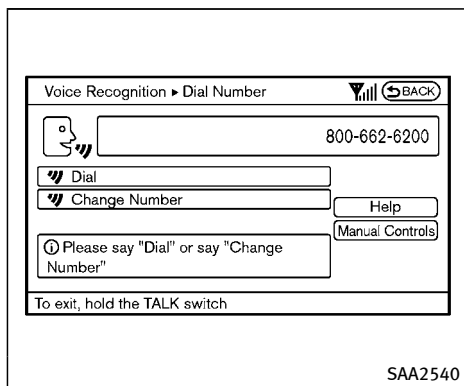 Voice Recognition ▸ Dial Number
BACK
800-662-6200
Dial
Change Number
Help
Manual Controls
Please say "Dial" or say "Change
Number"
To exit, hold the TALK switch
SAA2540